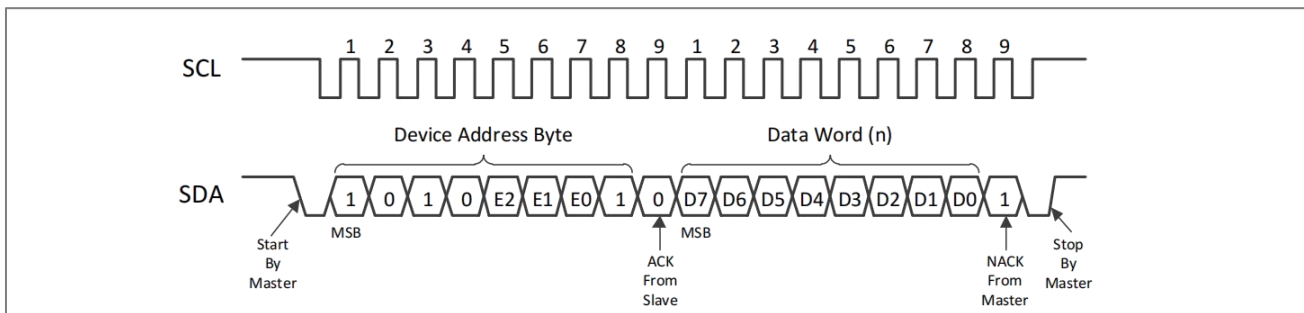 1 2 3 4 5 6 7 8 9 1 2 3 4 5 6 7 8 9
SCL
Device Address Byte Data Word (n)
SDA
1 0 1 0 E2 E1 E0 1 0 D7 D6 D5 D4 D3 D2 D1 D0 1
MSB MSB
Start
By
Master
ACK
From
Slave
NACK
From
Master
Stop
By
Master